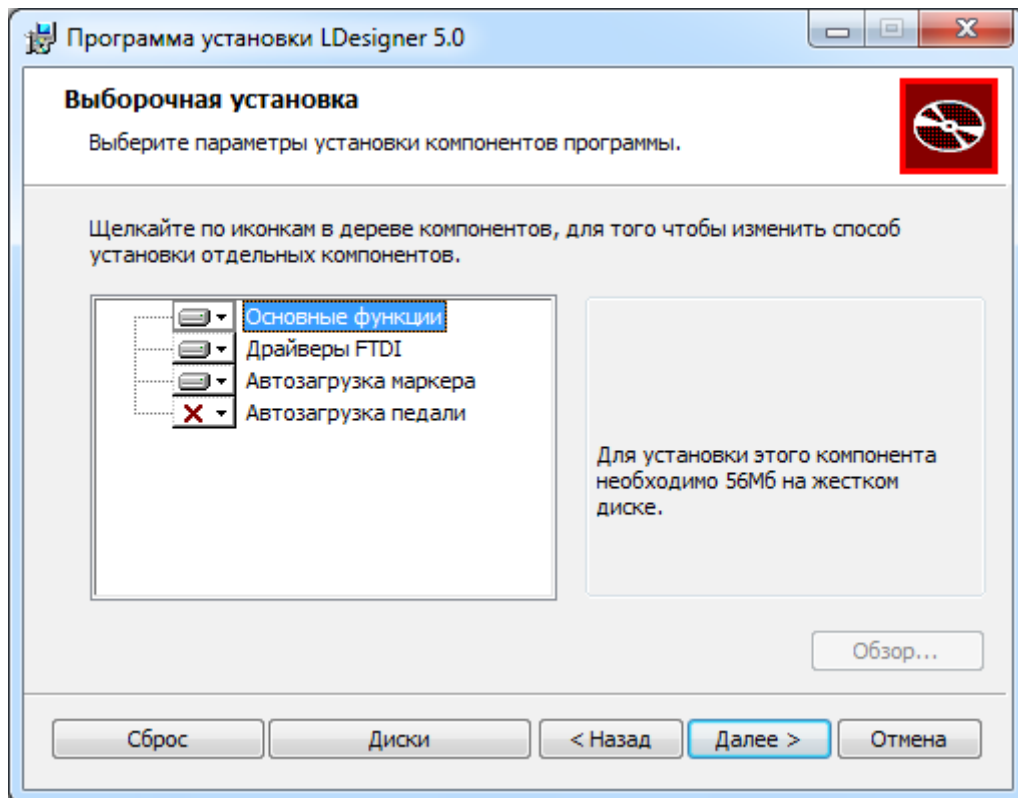 Программа установки LDesigner 5.0
Выборочная установка
Выберите параметры установки компонентов программы.
Щелкайте по иконкам в дереве компонентов, для того чтобы изменить способ
установки отдельных компонентов.
Основные функции
Драйверы FTDI
Автозагрузка маркера
Автозагрузка педали
Для установки этого компонента
необходимо 56Мб на жестком
диске.
Обзор...
Сброс
Диски
< Назад
Далее >
Отмена